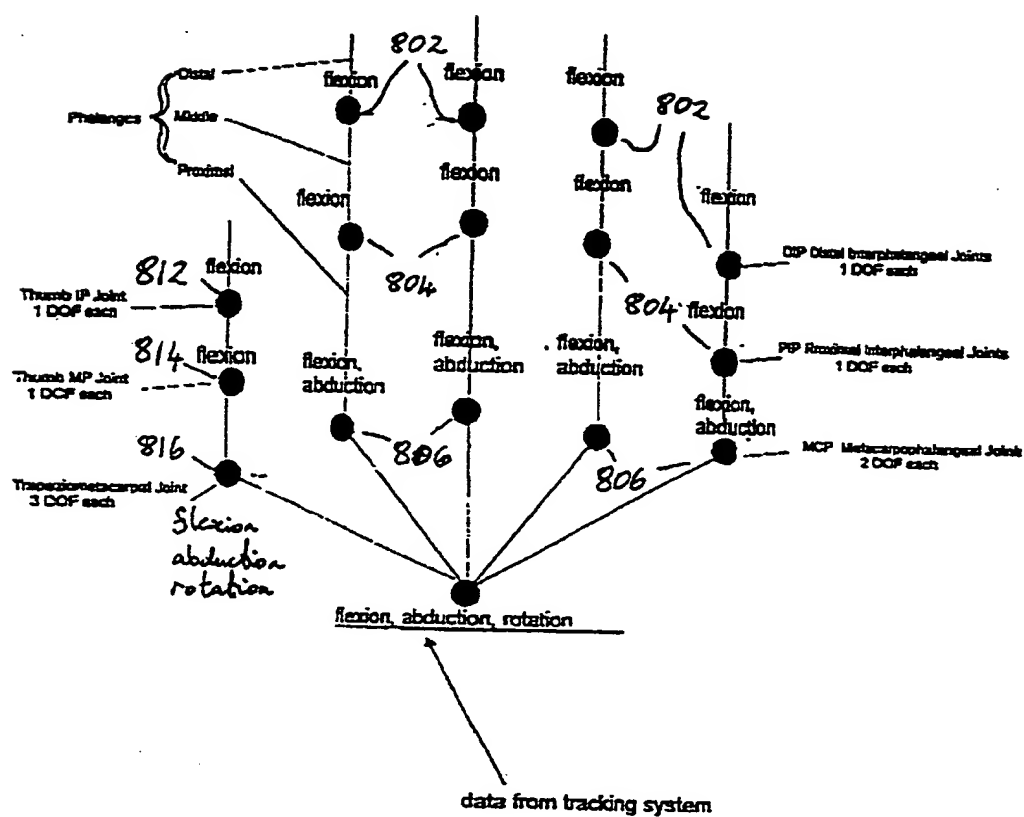 802
flexion
flexion
flexion
802
Distal
Phalanges
Middle
Proximal
flexion
flexion
flexion
flexion
812
flexion
804
804
flexion
DIP Distal Interphalangeal Joints
1 DOF each
Thumb IP Joint
1 DOF each
814
flexion
Thumb MP Joint
1 DOF each
flexion,
abduction
flexion,
abduction
flexion,
abduction
PIP Proximal Interphalangeal Joints
1 DOF each
flexion,
abduction
816
806
806
MCP Metacarpophalangeal Joints
2 DOF each
Trapeziometacarpal Joint
3 DOF each
flexion
abduction
rotation
flexion, abduction, rotation
data from tracking system